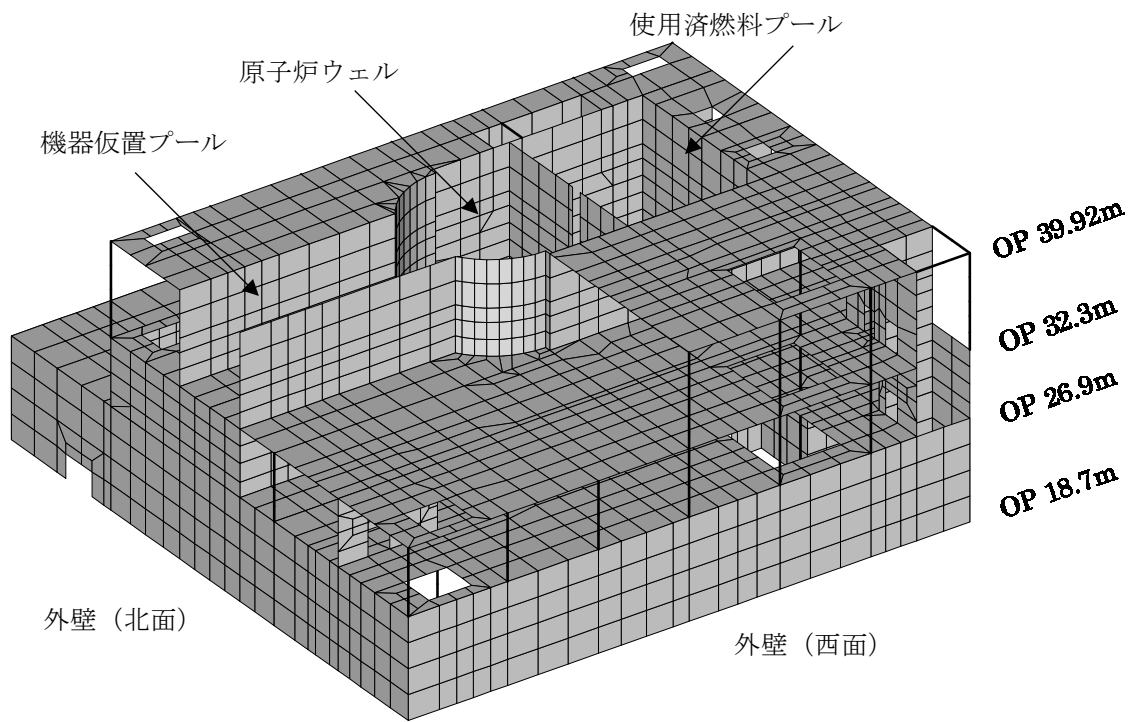 使用済燃料プール
原子炉ウェル
機器仮置プール
OP 39.92m
OP 32.3m
OP 26.9m
OP 18.7m
外壁（北面）
外壁（西面）